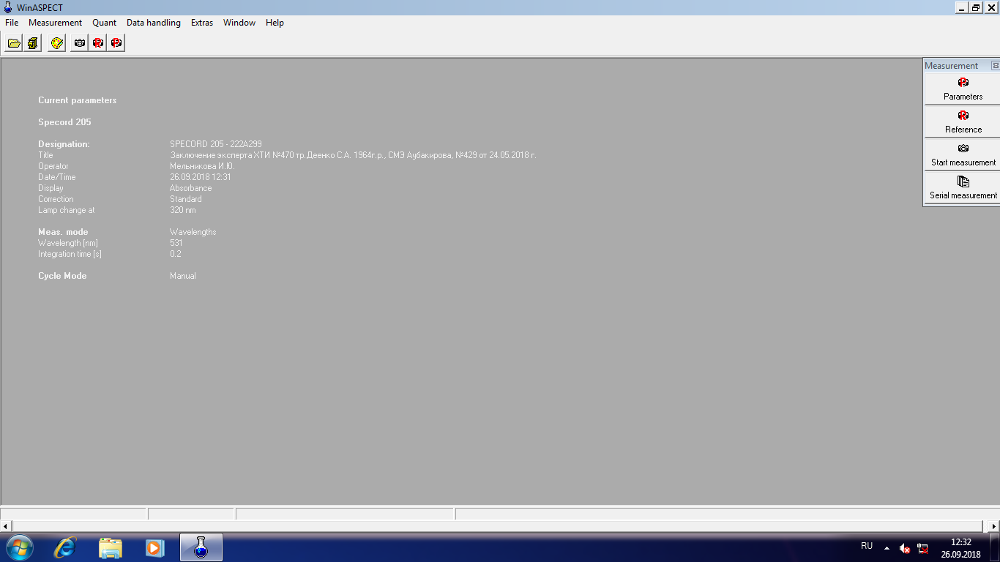 WinASPECT
File Measurement Quant Data handling Extras Window Help
Measurement
Parameters
Reference
Start measurement
Serial measurement
Current parameters
Specord 205
Designation: SPECORD 205 - 222A299
Title Заключение эксперта ХТИ №470 тр.Деенко С.А. 1964г.р., СМЭ Аубакирова, №429 от 24.05.2018 г.
Operator Мельникова И.Ю.
Date/Time 26.09.2018 12:31
Display Absorbance
Correction Standard
Lamp change at 320 nm
Meas. mode Wavelengths
Wavelength [nm] 531
Integration time [s] 0.2
Cycle Mode Manual
RU
12:32
26.09.2018